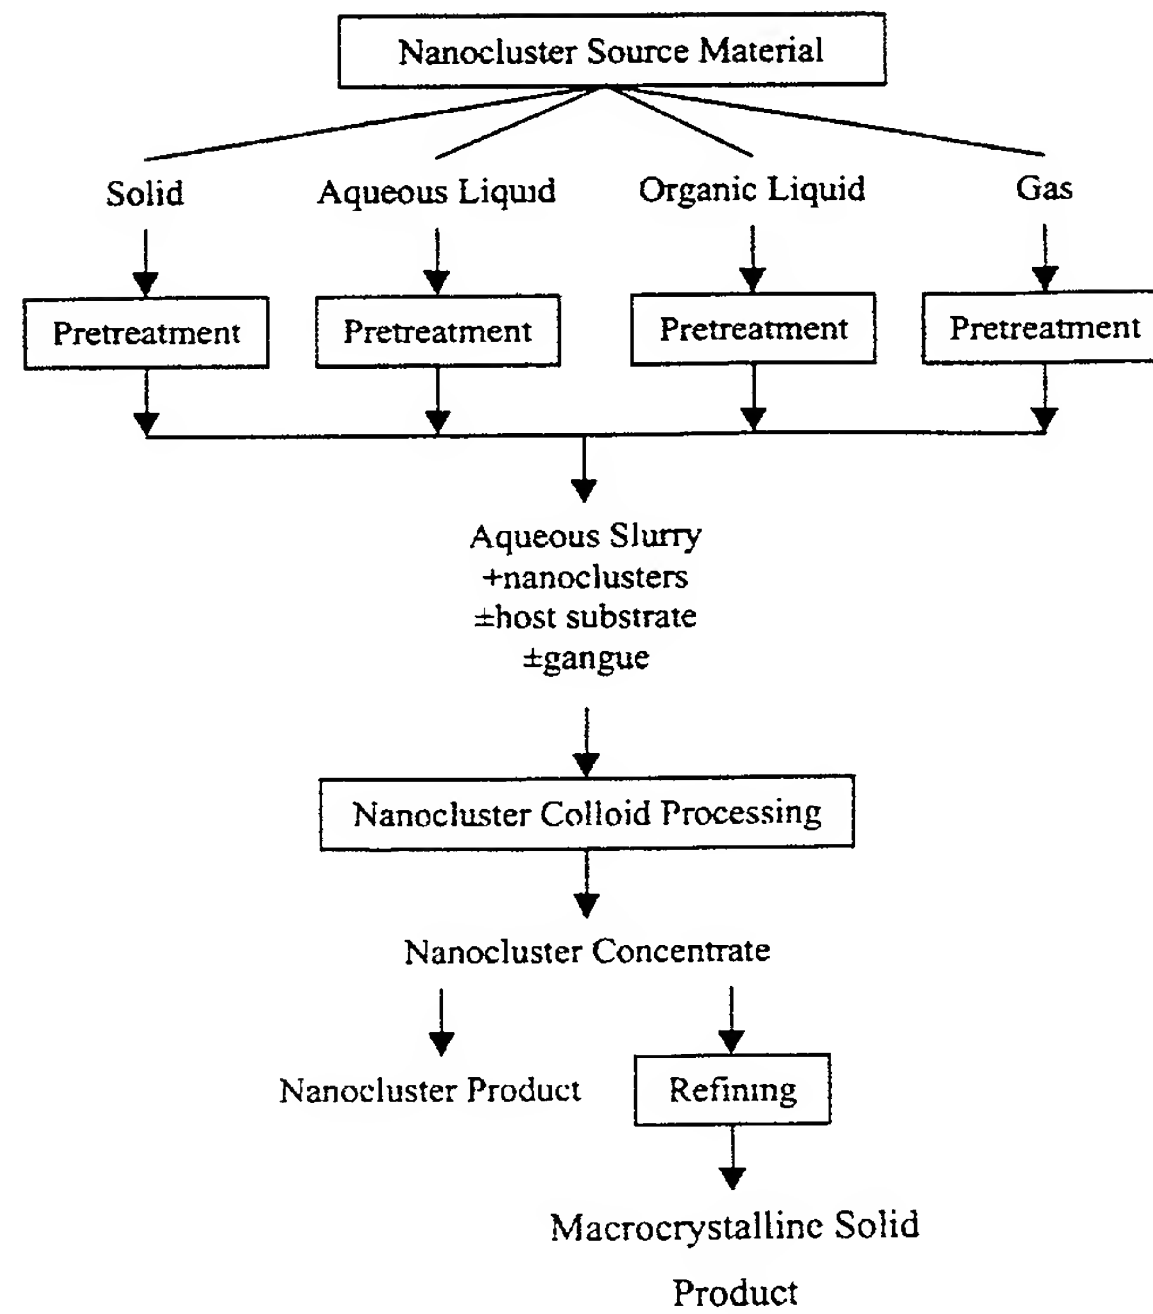 Nanocluster Source Material
Solid
Aqueous Liquid
Organic Liquid
Gas
Pretreatment
Pretreatment
Pretreatment
Pretreatment
Aqueous Slurry
+nanoclusters
±host substrate
±gangue
Nanocluster Colloid Processing
Nanocluster Concentrate
Nanocluster Product
Refining
Macrocrystalline Solid
Product